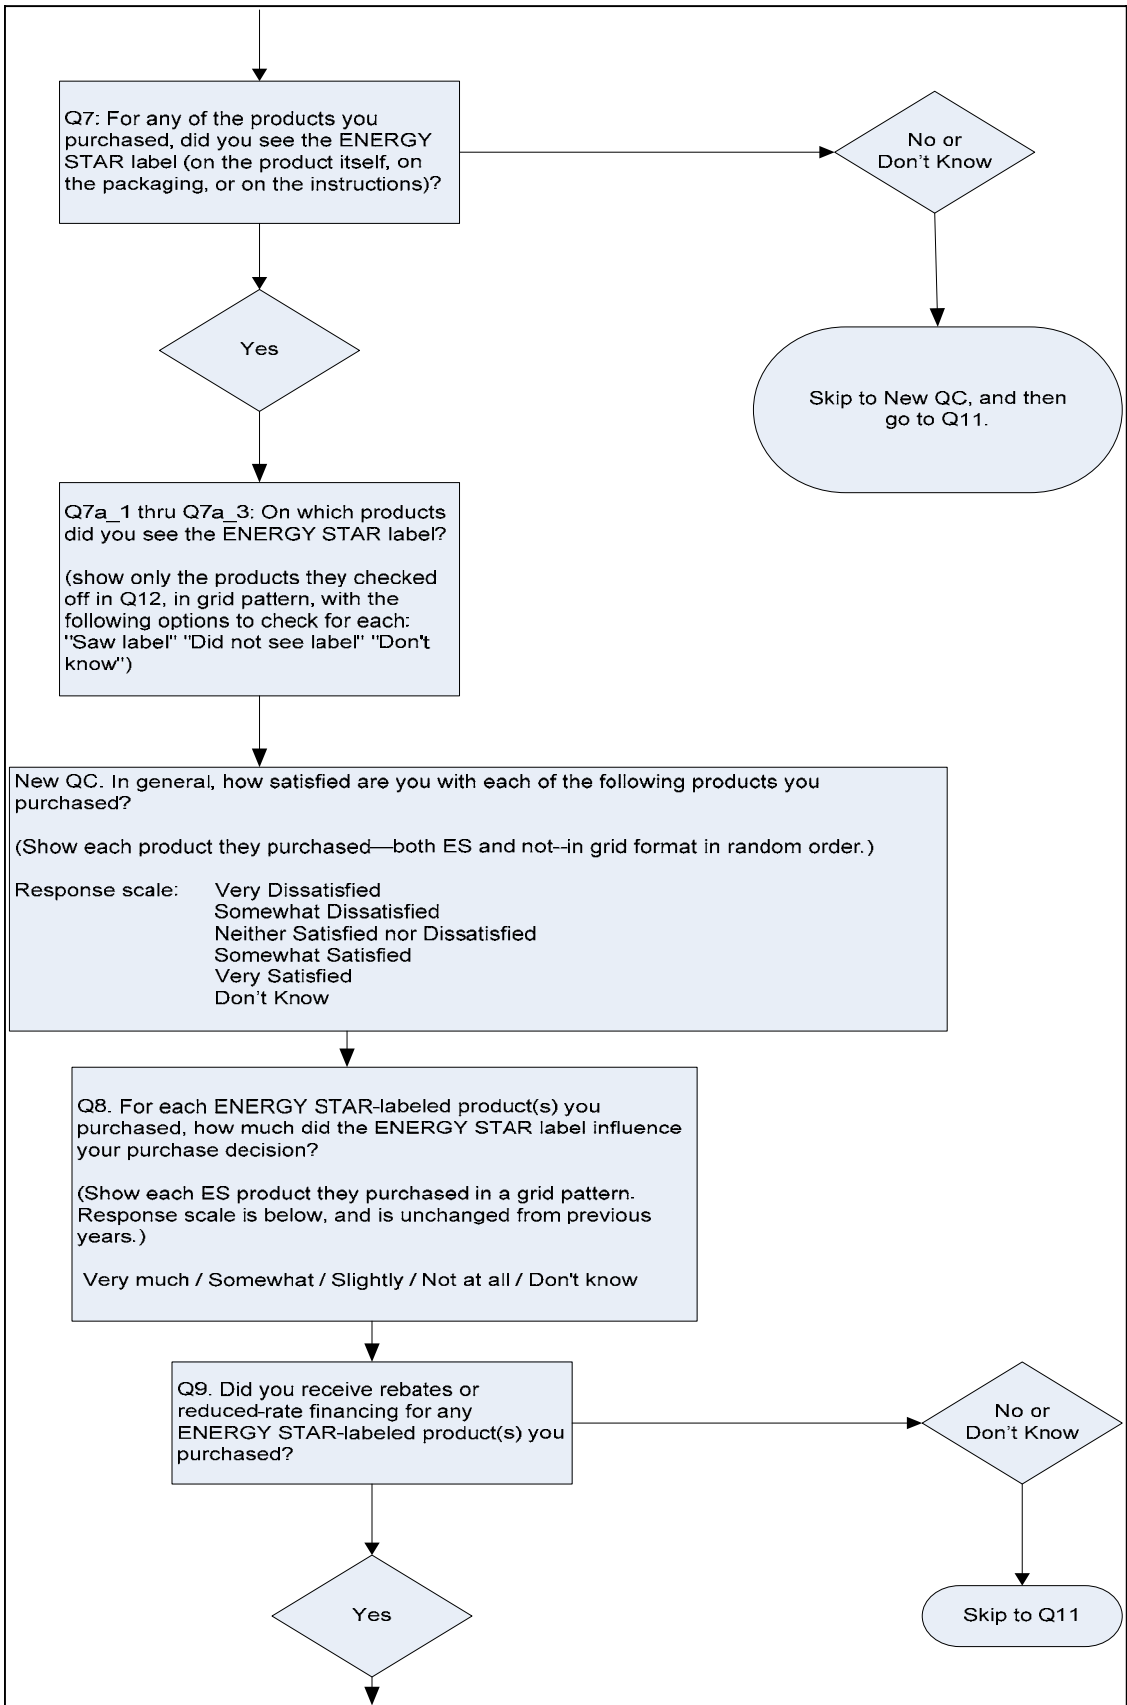 Q7: For any of the products you
purchased, did you see the ENERGY
STAR label (on the product itself, on
the packaging, or on the instructions)?
No or
Don't Know
Yes
Skip to New QC, and then
go to Q11.
Q7a_1 thru Q7a_3: On which products
did you see the ENERGY STAR label?
(show only the products they checked
off in Q12, in grid pattern, with the
following options to check for each:
"Saw label" "Did not see label" "Don't
know")
New QC. In general, how satisfied are you with each of the following products you
purchased?
(Show each product they purchased—both ES and not--in grid format in random order.)
Response scale: Very Dissatisfied
Somewhat Dissatisfied
Neither Satisfied nor Dissatisfied
Somewhat Satisfied
Very Satisfied
Don't Know
Q8. For each ENERGY STAR-labeled product(s) you
purchased, how much did the ENERGY STAR label influence
your purchase decision?
(Show each ES product they purchased in a grid pattern.
Response scale is below, and is unchanged from previous
years.)
Very much / Somewhat / Slightly / Not at all / Don't know
Q9. Did you receive rebates or
reduced-rate financing for any
ENERGY STAR-labeled product(s) you
purchased?
No or
Don't Know
Yes
Skip to Q11